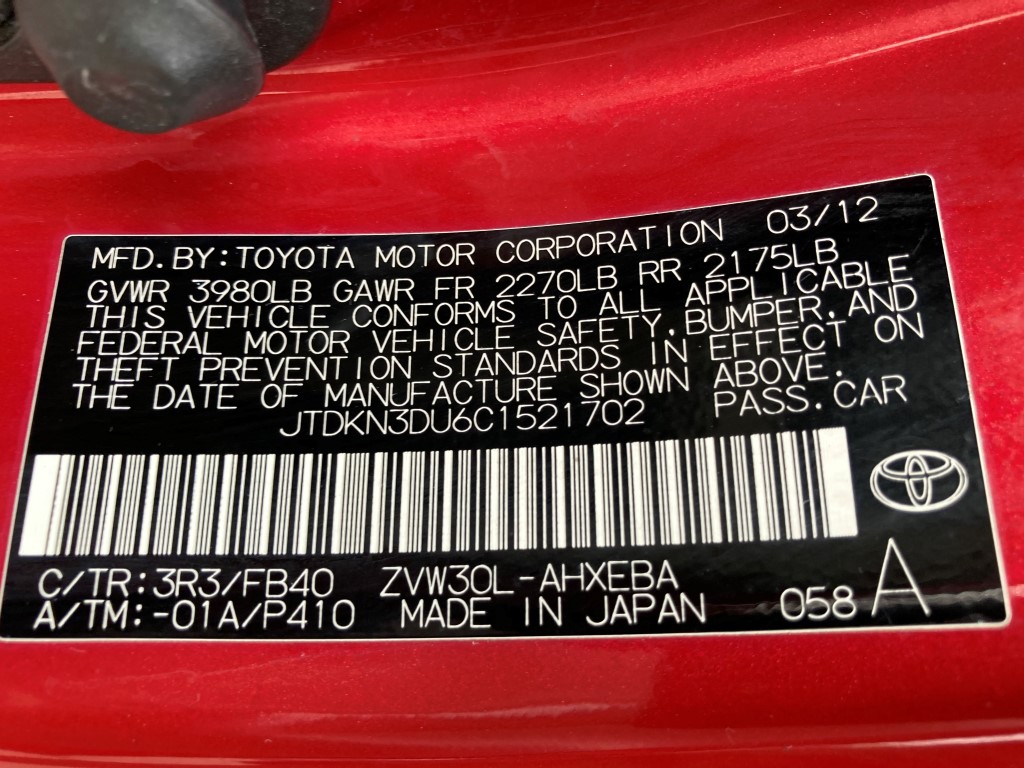 MFD.BY:TOYOTA MOTOR CORPORATION 03/12
GVWR 3980LB GAWR FR 2270LB RR 2175LB
THIS VEHICLE CONFORMS TO ALL APPLICABLE
FEDERAL MOTOR VEHICLE SAFETY,BUMPER,AND
THEFT PREVENTION STANDARDS IN EFFECT ON
THE DATE OF MANUFACTURE SHOWN ABOVE.
JTDKN3DU6C1521702 PASS.CAR
C/TR:3R3/FB40 ZVW30L-AHXEBA
A/TM:-01A/P410 MADE IN JAPAN 058 A